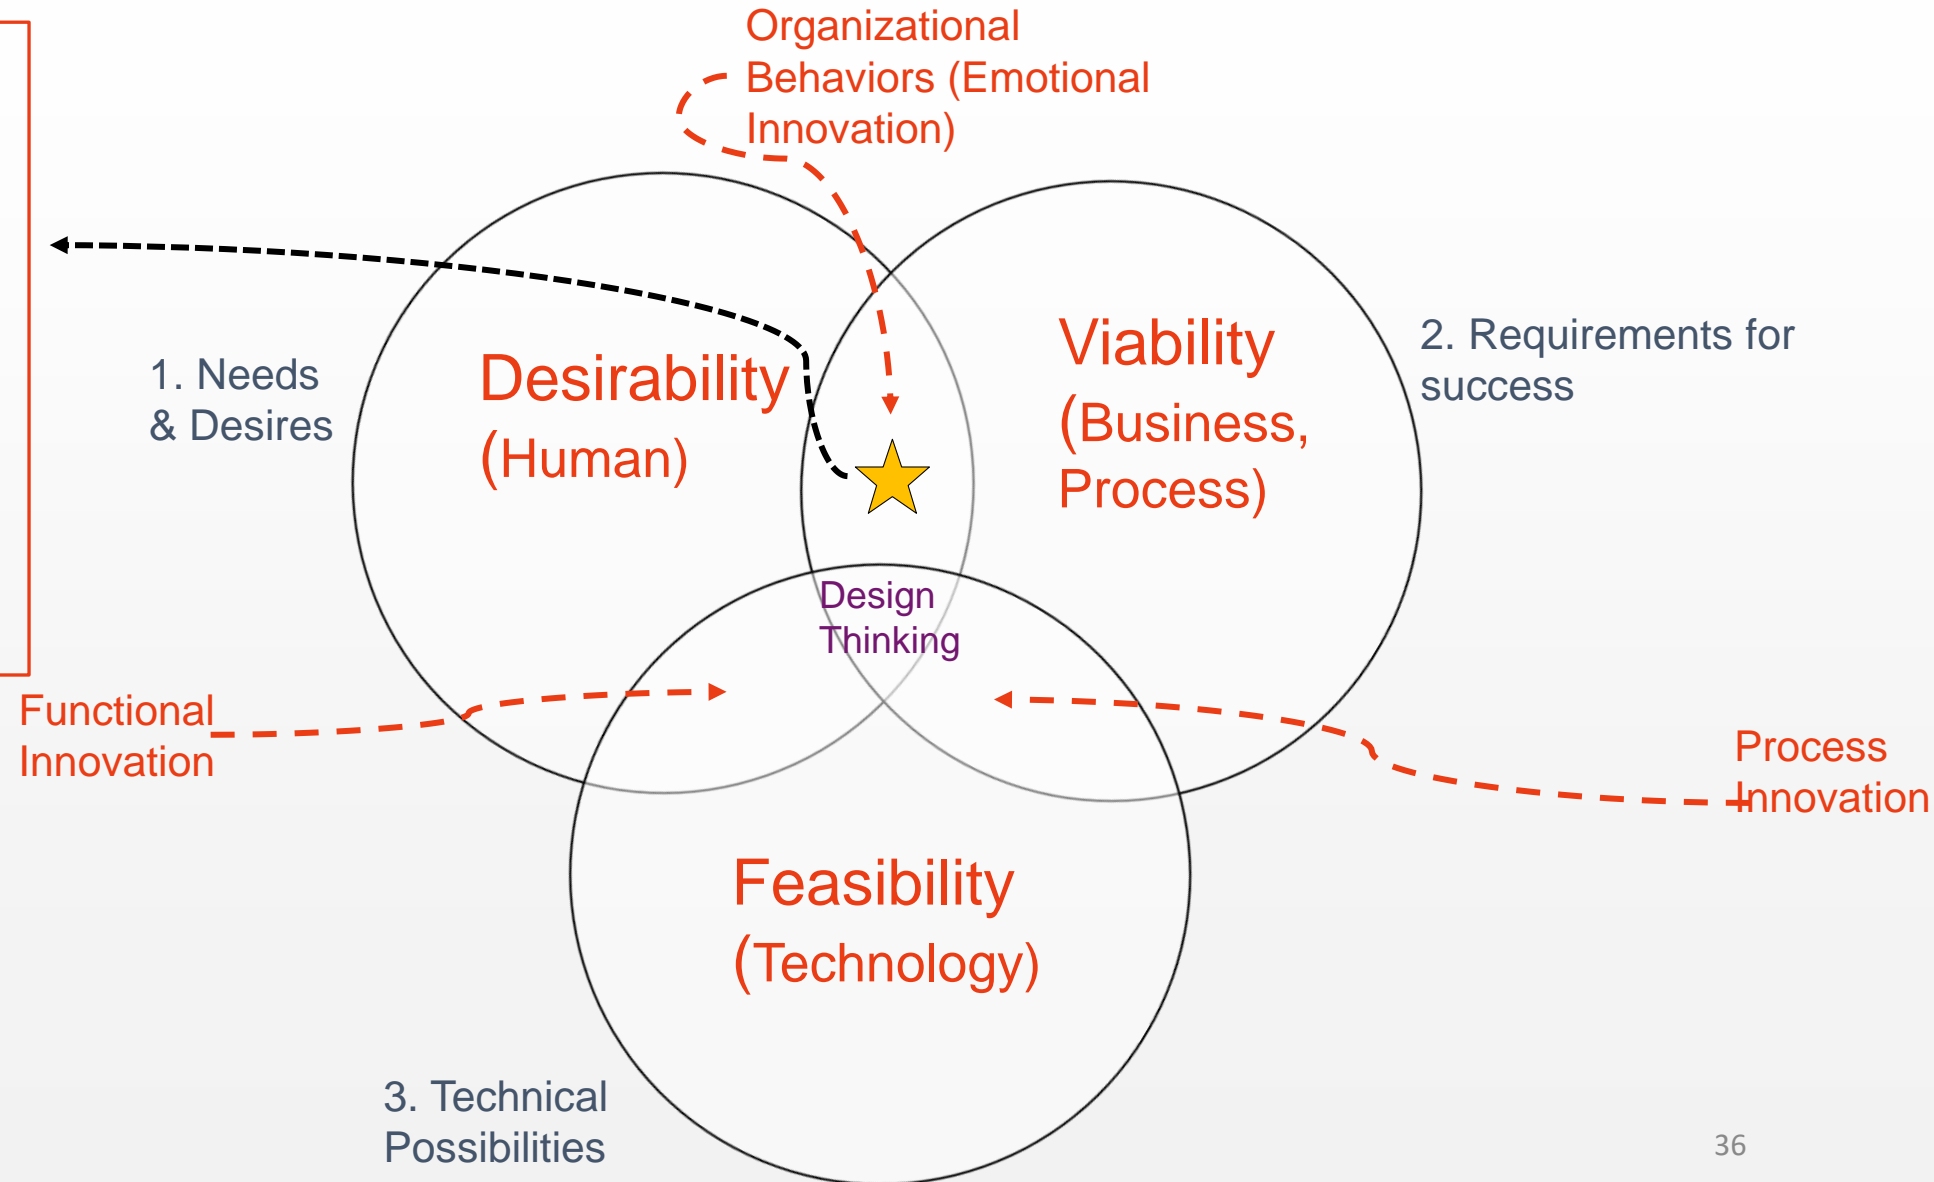 Organizational
Behaviors (Emotional
Innovation)
1. Needs
& Desires
Desirability
(Human)
Viability
(Business,
Process)
2. Requirements for
success
Design
Thinking
Functional
Innovation
Process
Innovation
Feasibility
(Technology)
3. Technical
Possibilities
36